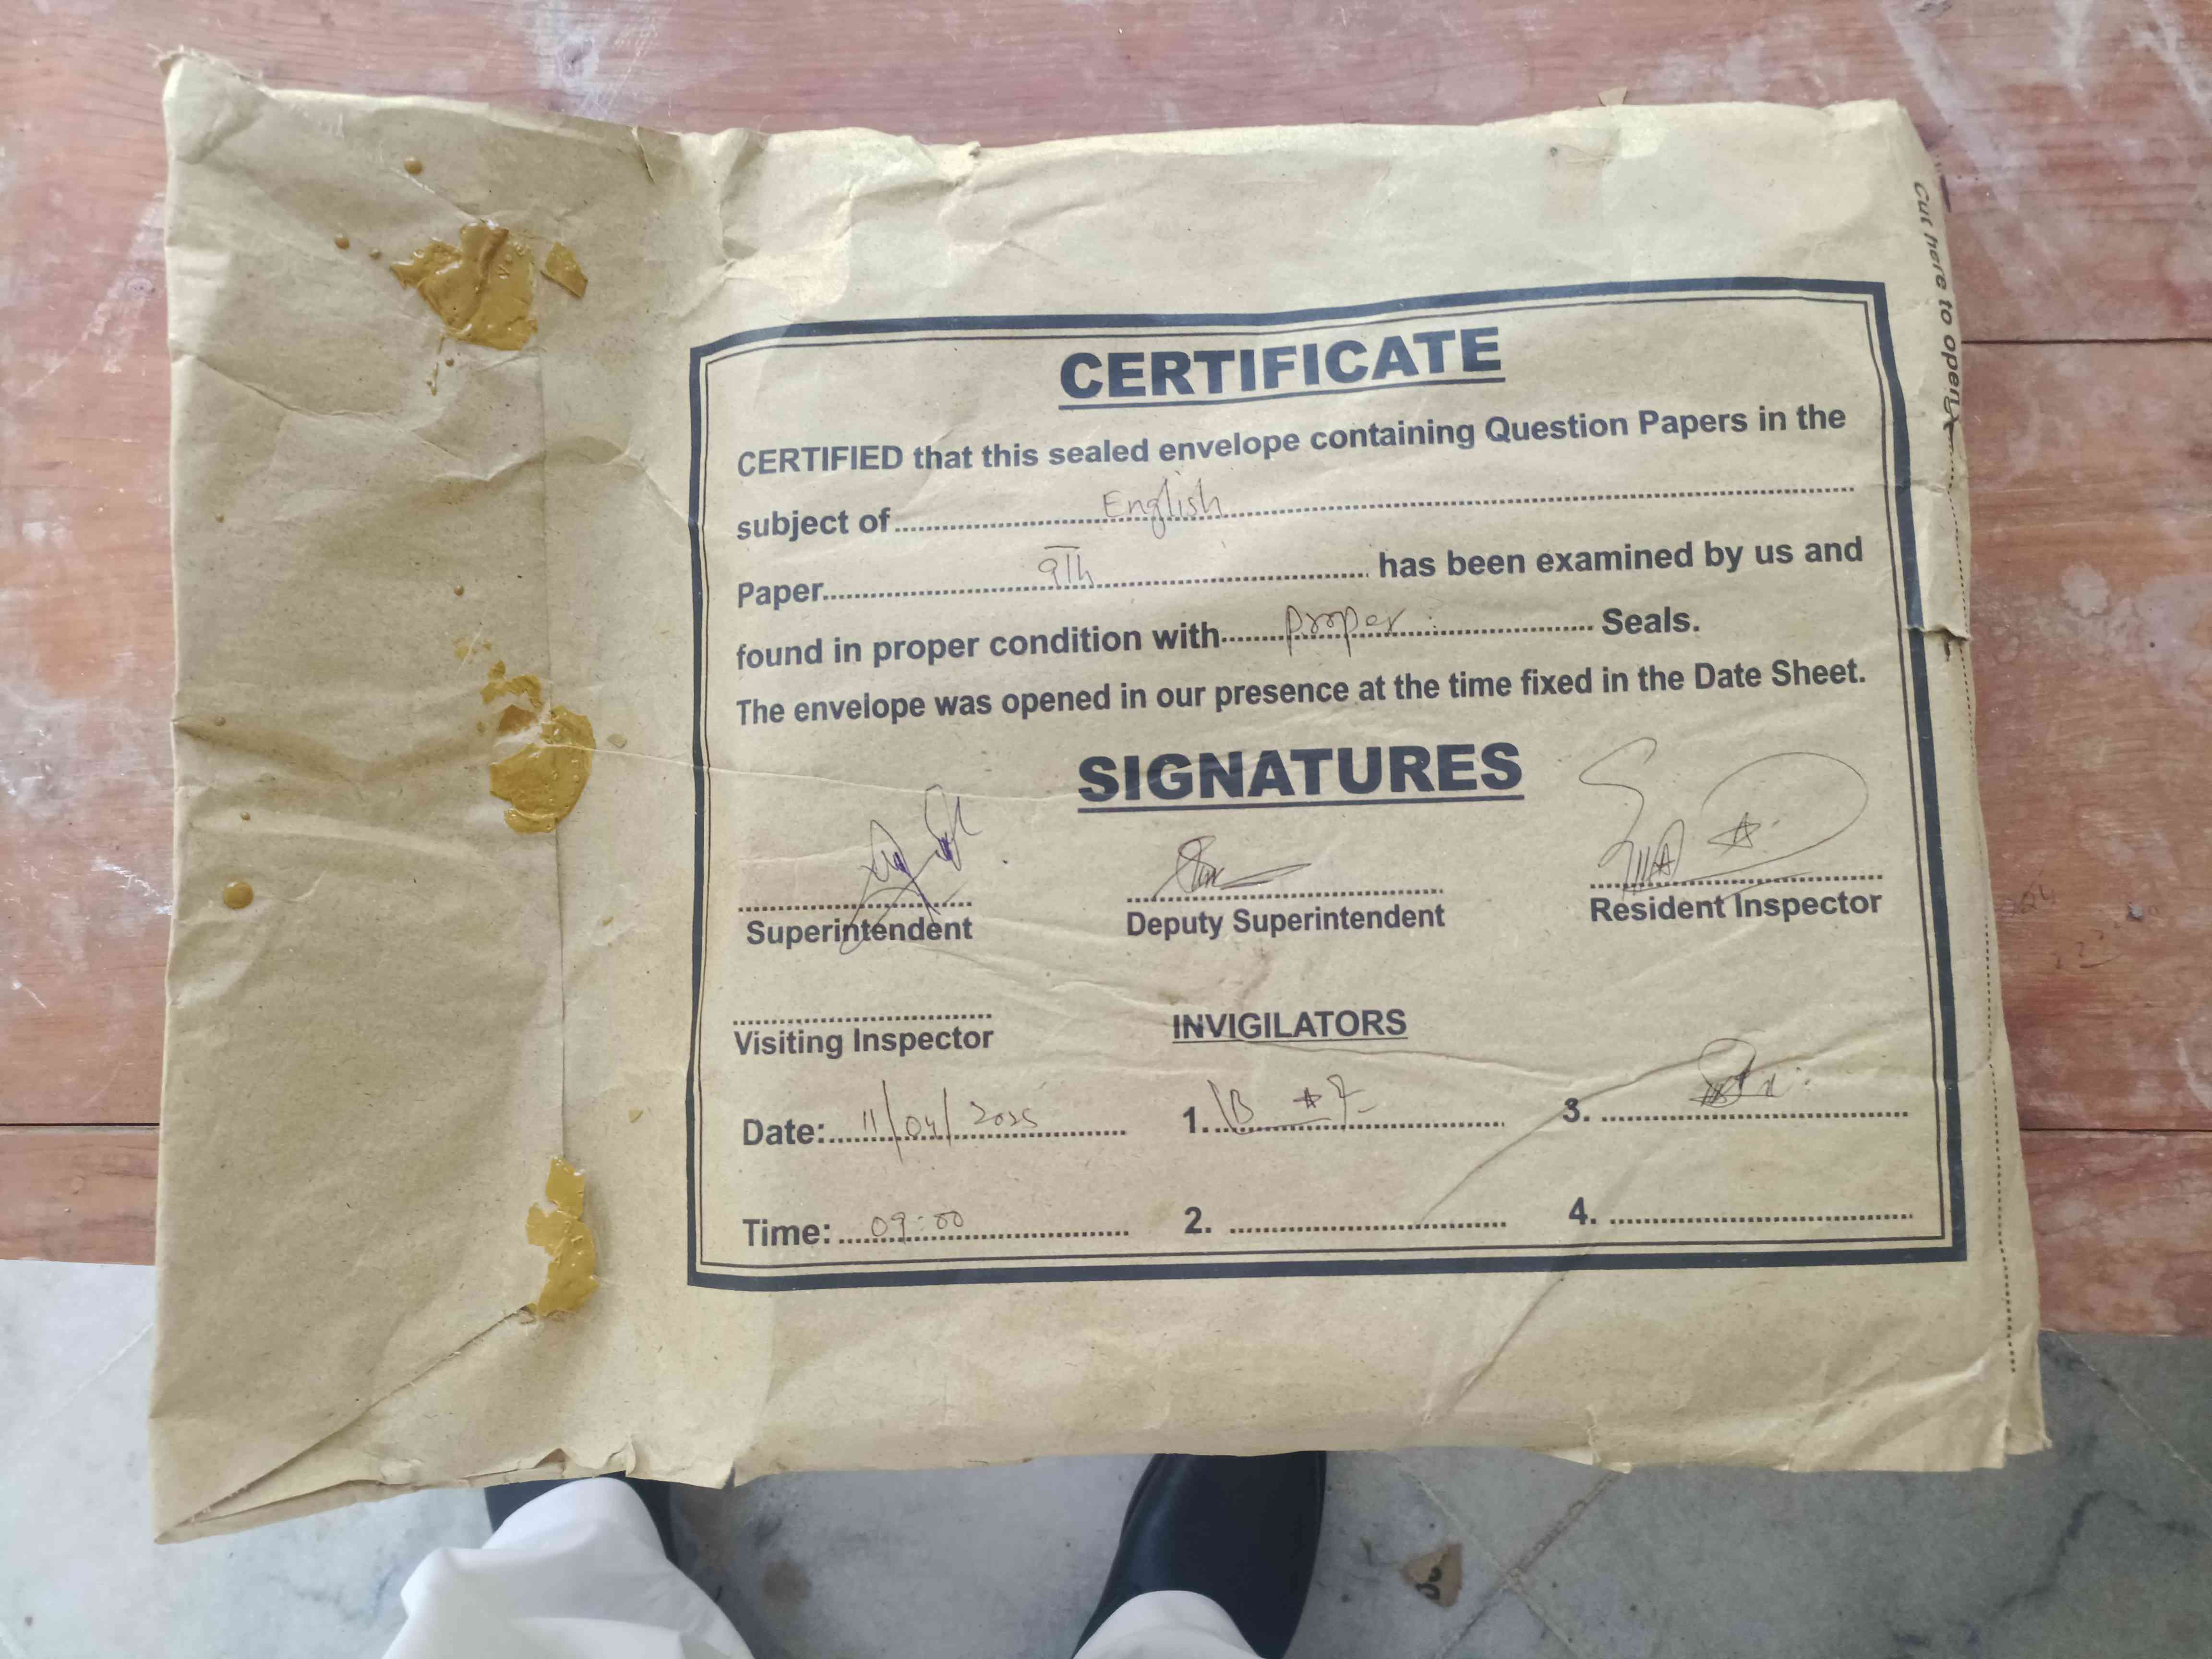 Cut here to open
CERTIFICATE
CERTIFIED that this sealed envelope containing Question Papers in the
subject of English
Paper 9Th has been examined by us and
found in proper condition with proper Seals.
The envelope was opened in our presence at the time fixed in the Date Sheet.
SIGNATURES
Superintendent Deputy Superintendent Resident Inspector
Visiting Inspector INVIGILATORS
Date: 11/04/2025 1. 3.
Time: 09:00 2. 4.